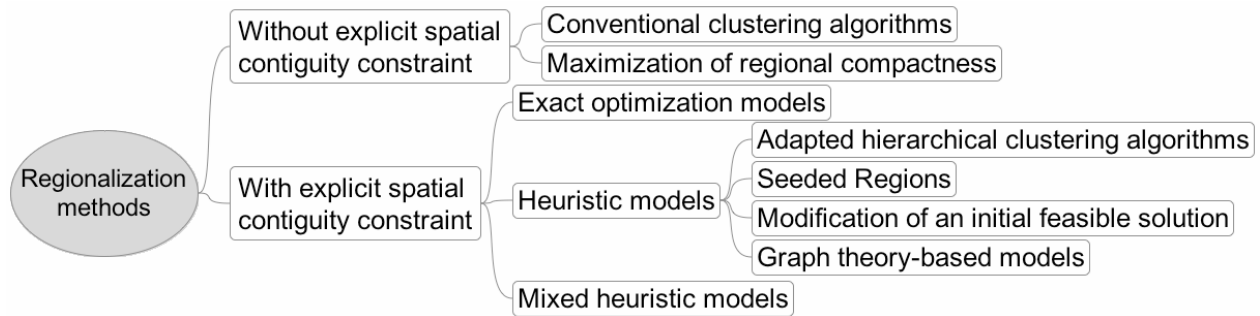 Regionalization
methods
Without explicit spatial
contiguity constraint
Conventional clustering algorithms
Maximization of regional compactness
With explicit spatial
contiguity constraint
Exact optimization models
Heuristic models
Adapted hierarchical clustering algorithms
Seeded Regions
Modification of an initial feasible solution
Graph theory-based models
Mixed heuristic models